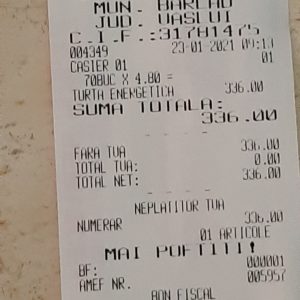 MUN. BARLAD
JUD. VASLUI
C.I.F.:31781475
004349 23-01-2021 09:13
CASIER 01 01
70BUC X 4.80 =
TURTA ENERGETICA 336.00
SUMA TOTALA:
336.00
FARA TVA 336.00
TOTAL TVA: 0.00
TOTAL NET: 336.00
NEPLATITOR TVA
NUMERAR 336.00
01 ARTICOLE
MAI POFTITI!
BF: 000001
AMEF NR. 005957
BON FISCAL